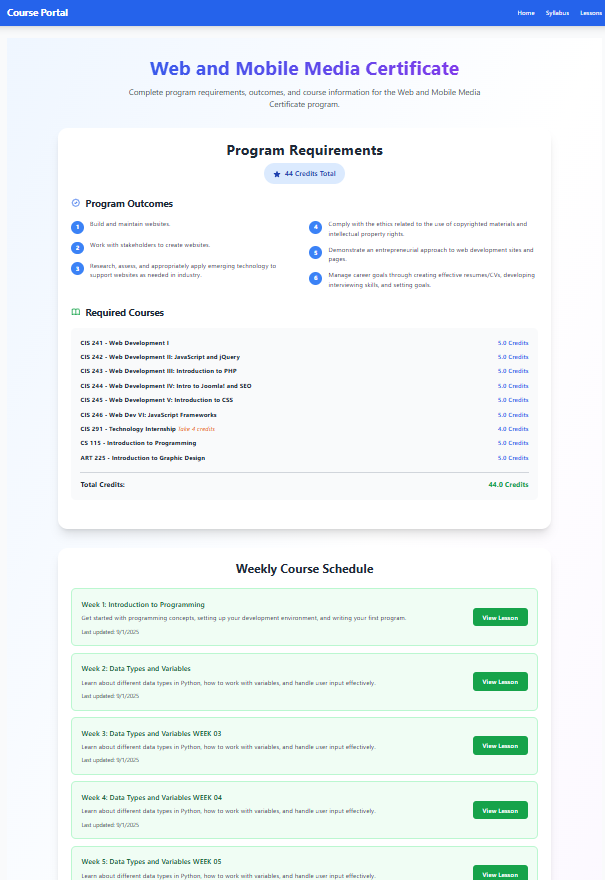 Course Portal
Home Syllabus Lessons
Web and Mobile Media Certificate
Complete program requirements, outcomes, and course information for the Web and Mobile Media
Certificate program.
Program Requirements
44 Credits Total
Program Outcomes
1 Build and maintain websites.
2 Work with stakeholders to create websites.
3 Research, assess, and appropriately apply emerging technology to
support websites as needed in industry.
4 Comply with the ethics related to the use of copyrighted materials and
intellectual property rights.
5 Demonstrate an entrepreneurial approach to web development sites and
pages.
6 Manage career goals through creating effective resumes/CVs, developing
interviewing skills, and setting goals.
Required Courses
CIS 241 - Web Development I 5.0 Credits
CIS 242 - Web Development II: JavaScript and jQuery 5.0 Credits
CIS 243 - Web Development III: Introduction to PHP 5.0 Credits
CIS 244 - Web Development IV: Intro to Joomla! and SEO 5.0 Credits
CIS 245 - Web Development V: Introduction to CSS 5.0 Credits
CIS 246 - Web Dev VI: JavaScript Frameworks 5.0 Credits
CIS 291 - Technology Internship take 4 credits 4.0 Credits
CS 115 - Introduction to Programming 5.0 Credits
ART 225 - Introduction to Graphic Design 5.0 Credits
Total Credits: 44.0 Credits
Weekly Course Schedule
Week 1: Introduction to Programming
Get started with programming concepts, setting up your development environment, and writing your first program.
Last updated: 9/1/2025
View Lesson
Week 2: Data Types and Variables
Learn about different data types in Python, how to work with variables, and handle user input effectively.
Last updated: 9/1/2025
View Lesson
Week 3: Data Types and Variables WEEK 03
Learn about different data types in Python, how to work with variables, and handle user input effectively.
Last updated: 9/1/2025
View Lesson
Week 4: Data Types and Variables WEEK 04
Learn about different data types in Python, how to work with variables, and handle user input effectively.
Last updated: 9/1/2025
View Lesson
Week 5: Data Types and Variables WEEK 05
Learn about different data types in Python, how to work with variables, and handle user input effectively.
View Lesson